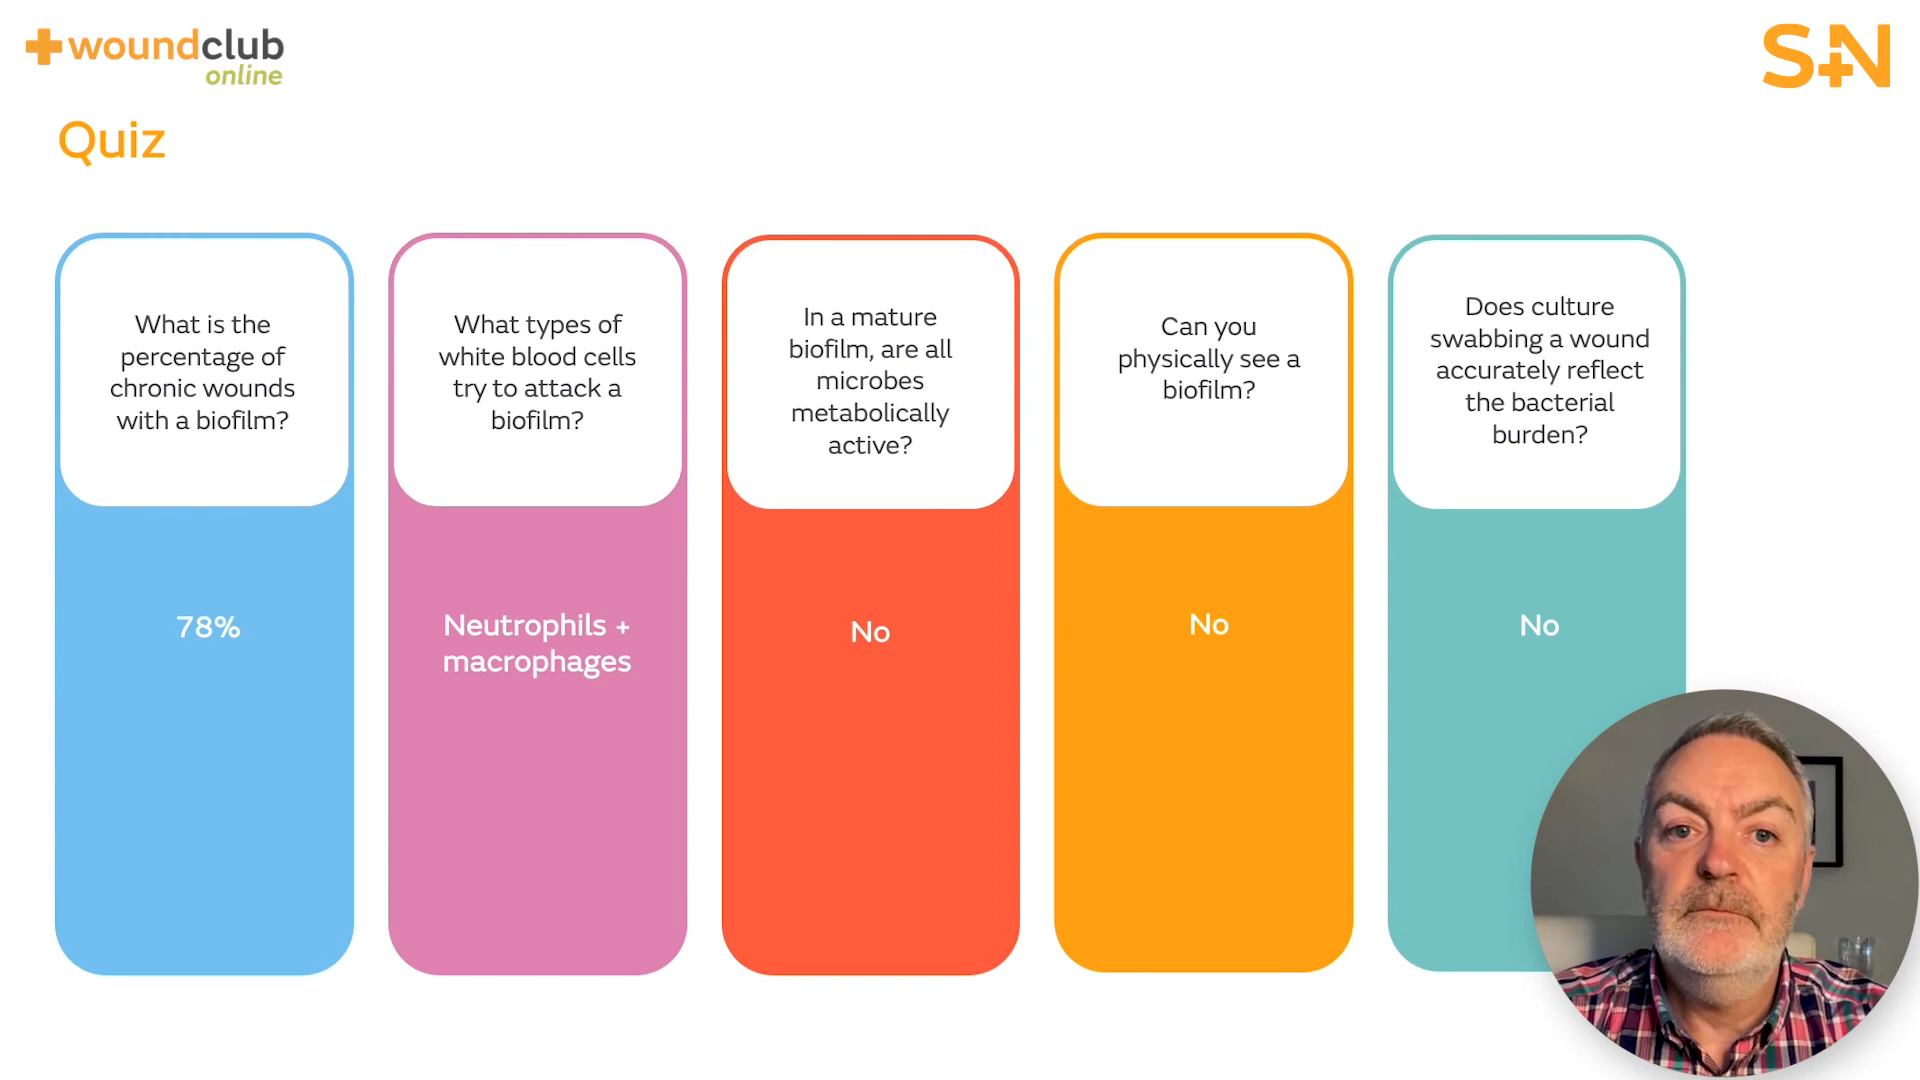 woundclub
online
S+N
Quiz
What is the
percentage of
chronic wounds
with a biofilm?
78%
What types of
white blood cells
try to attack a
biofilm?
Neutrophils +
macrophages
In a mature
biofilm, are all
microbes
metabolically
active?
No
Can you
physically see a
biofilm?
No
Does culture
swabbing a wound
accurately reflect
the bacterial
burden?
No